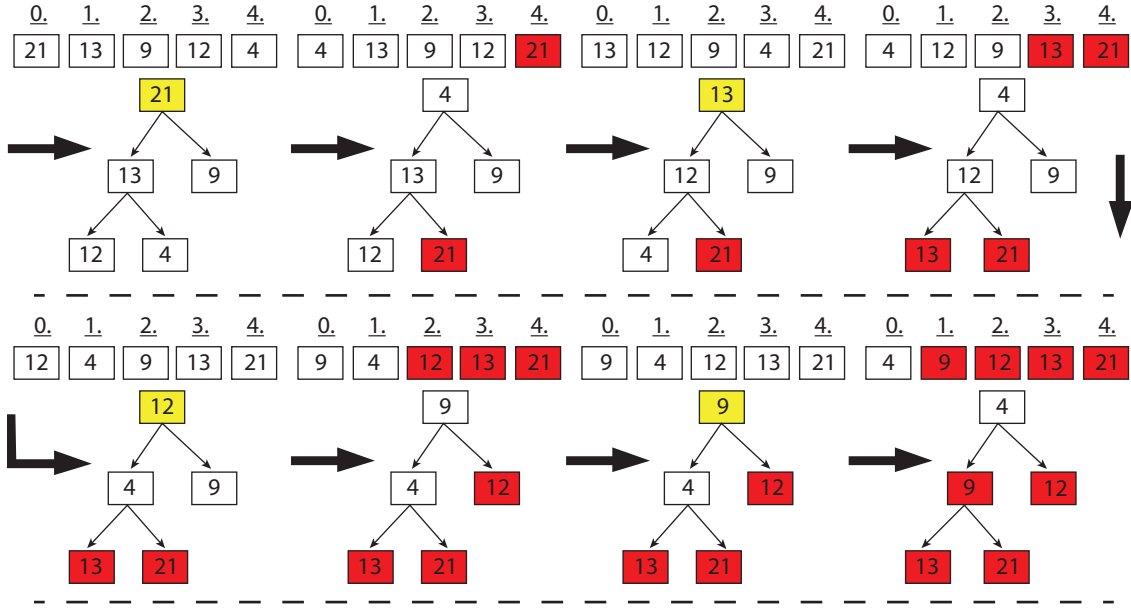 0. 1. 2. 3. 4. 0. 1. 2. 3. 4. 0. 1. 2. 3. 4. 0. 1. 2. 3. 4.
21 13 9 12 4 4 13 9 12 21 13 12 9 4 21 4 12 9 13 21
21 4 13 4
13 9 13 9 12 9 12 9
12 4 12 21 4 21 13 21
0. 1. 2. 3. 4. 0. 1. 2. 3. 4. 0. 1. 2. 3. 4. 0. 1. 2. 3. 4.
12 4 9 13 21 9 4 12 13 21 9 4 12 13 21 4 9 12 13 21
12 9 9 4
4 9 4 12 4 12 9 12
13 21 13 21 13 21 13 21